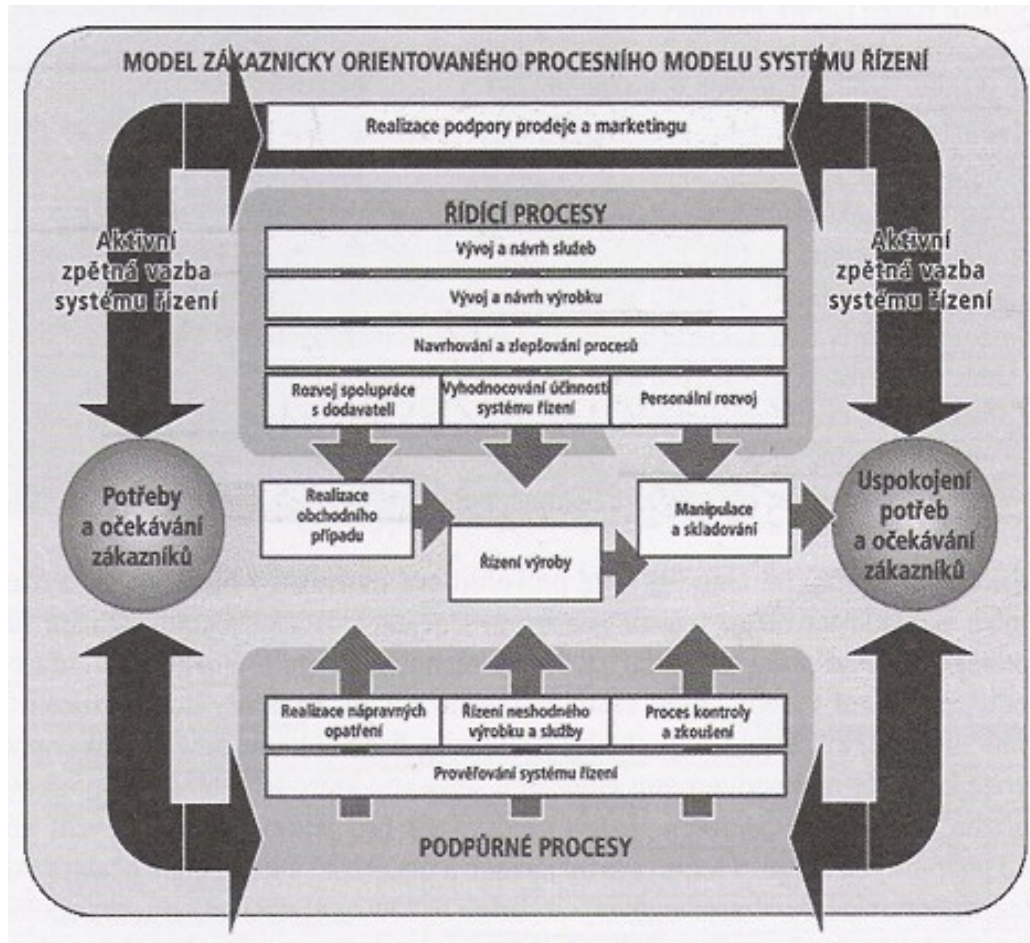 MODEL ZÁKAZNICKY ORIENTOVANÉHO PROCESNÍHO MODELU SYSTÉMU ŘÍZENÍ
Realizace podpory prodeje a marketingu
Aktivní
zpětná vazba
systému řízení
ŘÍDÍCÍ PROCESY
Vývoj a návrh služeb
Vývoj a návrh výrobku
Navrhování a zlepšování procesů
Rozvoj spolupráce
s dodavateli
Vyhodnocování účinnosti
systému řízení
Personální rozvoj
Aktivní
zpětná vazba
systému řízení
Potřeby
a očekávání
zákazníků
Realizace
obchodního
případu
Řízení výroby
Manipulace
a skladování
Uspokojení
potřeb
a očekávání
zákazníků
Realizace nápravných
opatření
Řízení neshodného
výrobku a služby
Proces kontroly
a zkoušení
Prověřování systému řízení
PODPŮRNÉ PROCESY